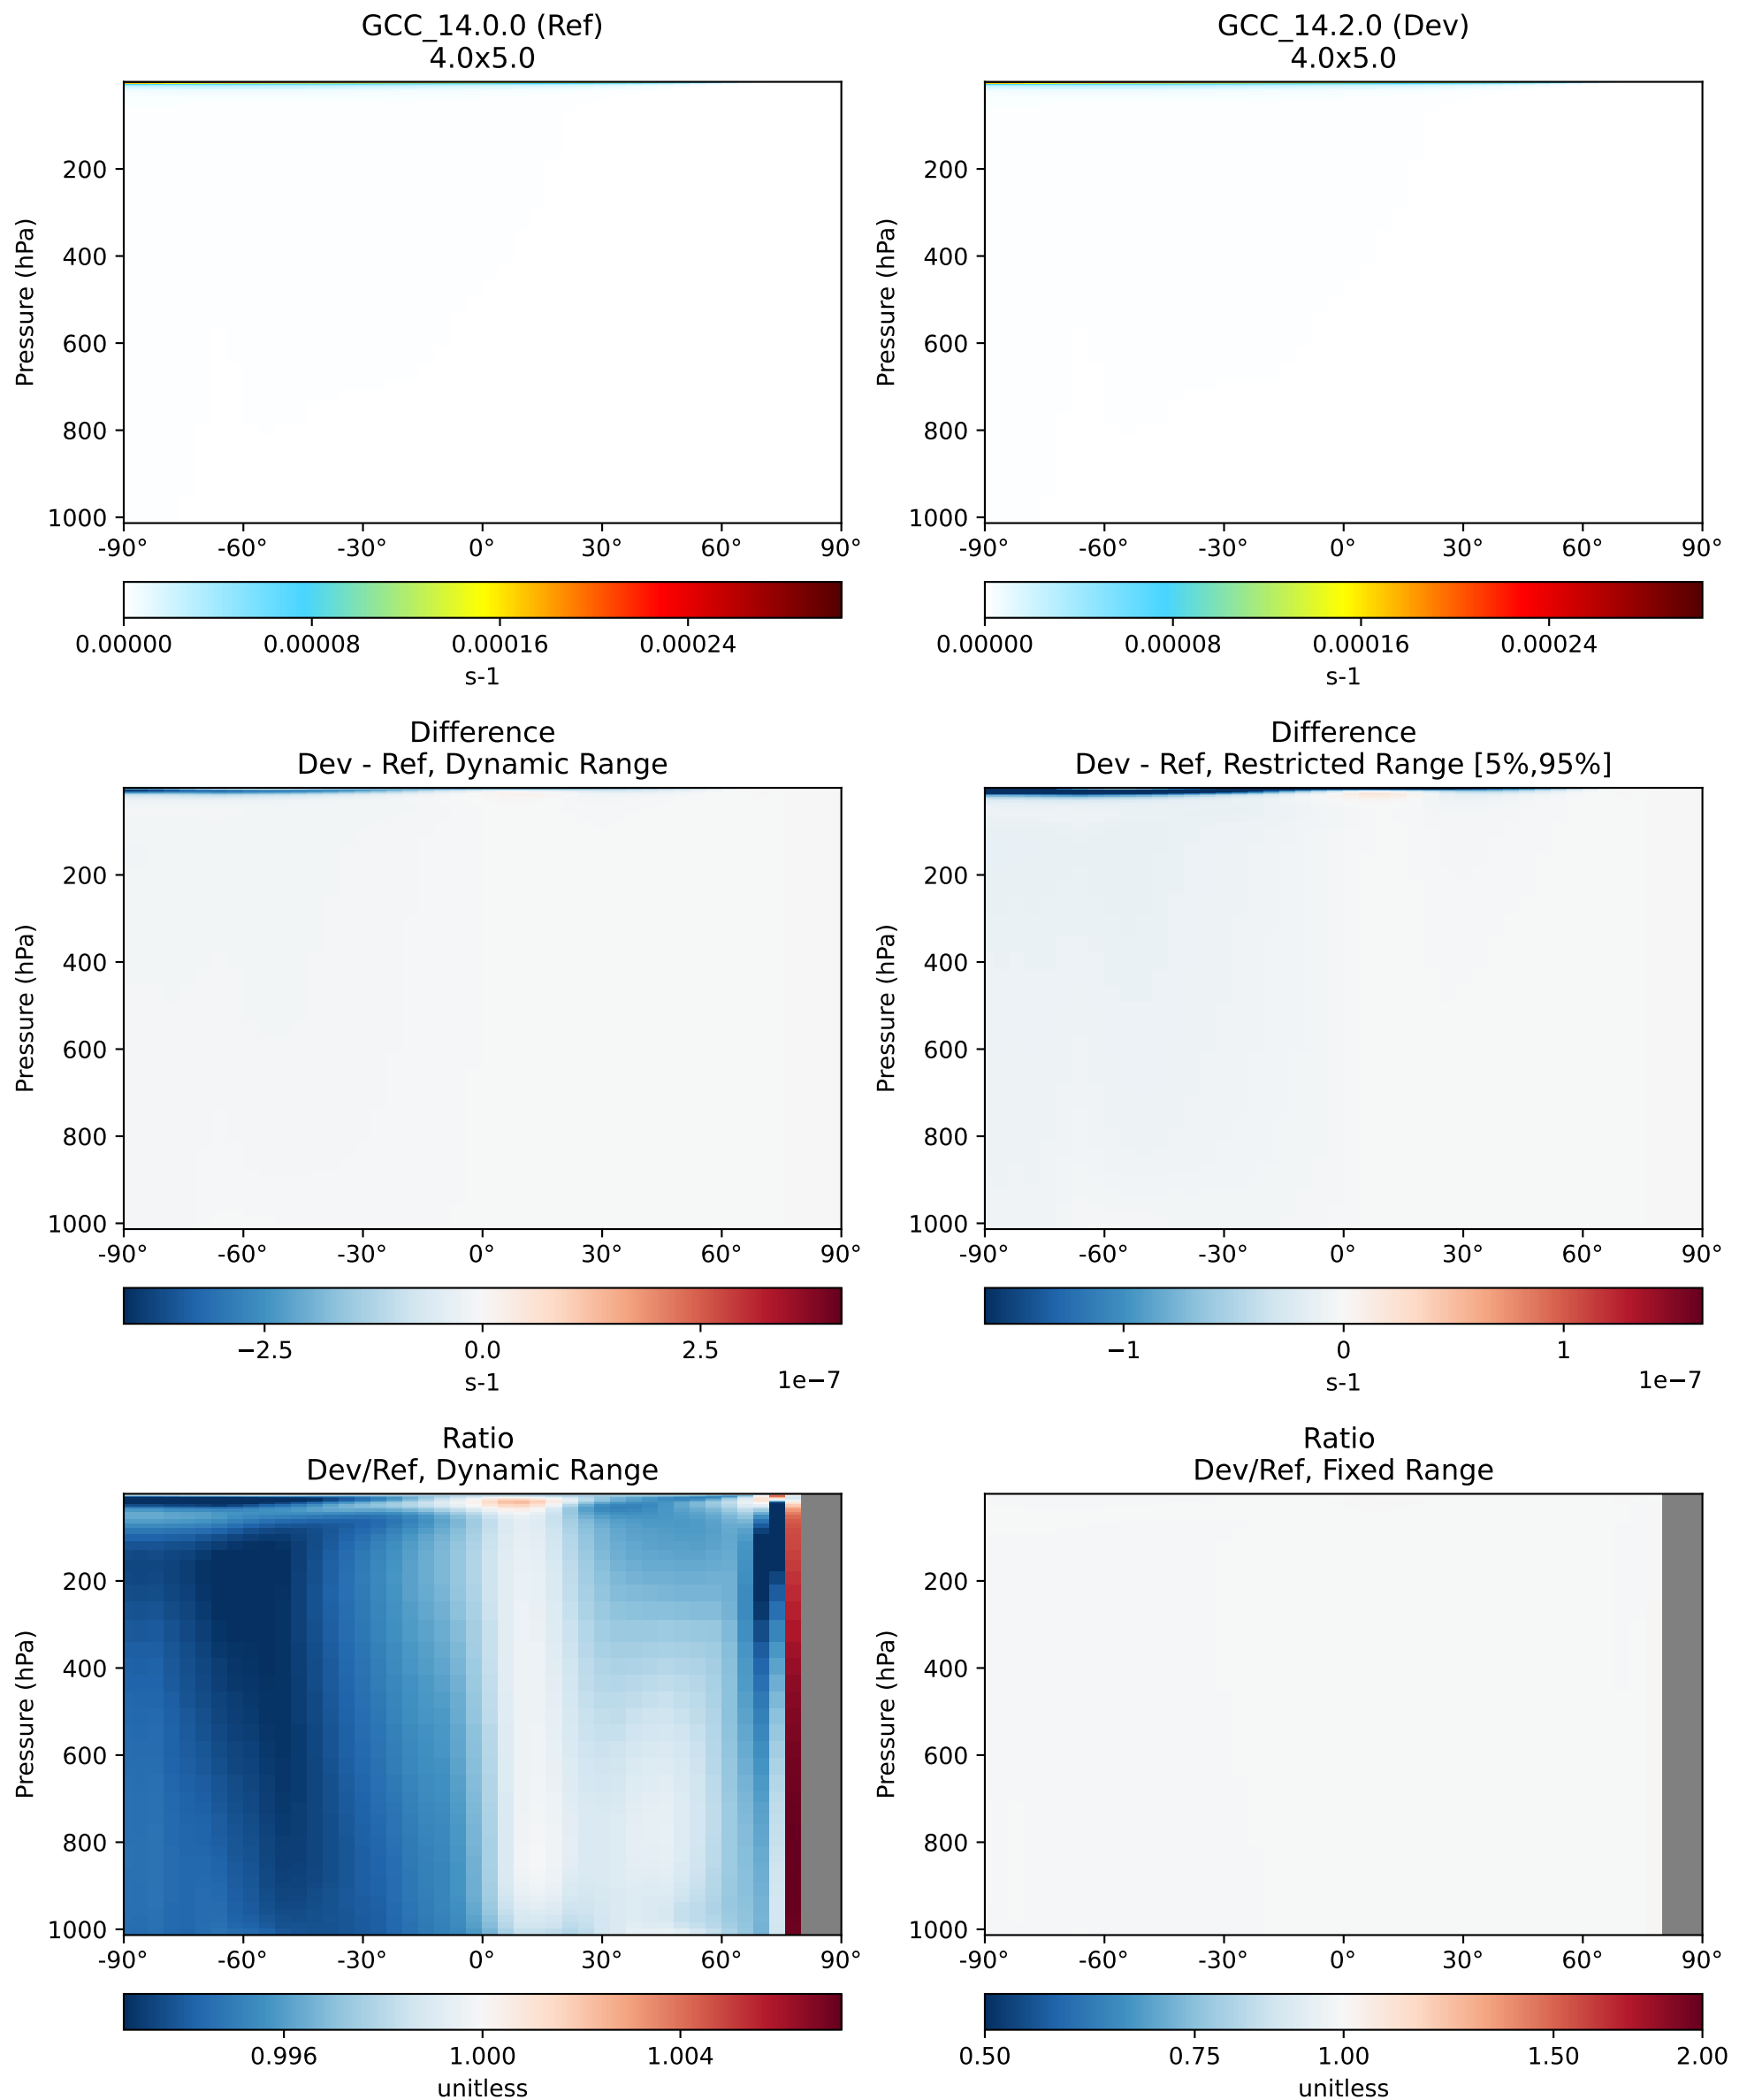 GCC_14.0.0 (Ref)
4.0x5.0
Pressure (hPa)
200
400
600
800
1000
-90° -60° -30° 0° 30° 60° 90°
0.00000 0.00008 0.00016 0.00024
s-1
GCC_14.2.0 (Dev)
4.0x5.0
Pressure (hPa)
200
400
600
800
1000
-90° -60° -30° 0° 30° 60° 90°
0.00000 0.00008 0.00016 0.00024
s-1
Difference
Dev - Ref, Dynamic Range
Pressure (hPa)
200
400
600
800
1000
-90° -60° -30° 0° 30° 60° 90°
−2.5 0.0 2.5
s-1
1e−7
Difference
Dev - Ref, Restricted Range [5%,95%]
Pressure (hPa)
200
400
600
800
1000
-90° -60° -30° 0° 30° 60° 90°
−1 0 1
s-1
1e−7
Ratio
Dev/Ref, Dynamic Range
Pressure (hPa)
200
400
600
800
1000
-90° -60° -30° 0° 30° 60° 90°
0.996 1.000 1.004
unitless
Ratio
Dev/Ref, Fixed Range
Pressure (hPa)
200
400
600
800
1000
-90° -60° -30° 0° 30° 60° 90°
0.50 0.75 1.00 1.50 2.00
unitless